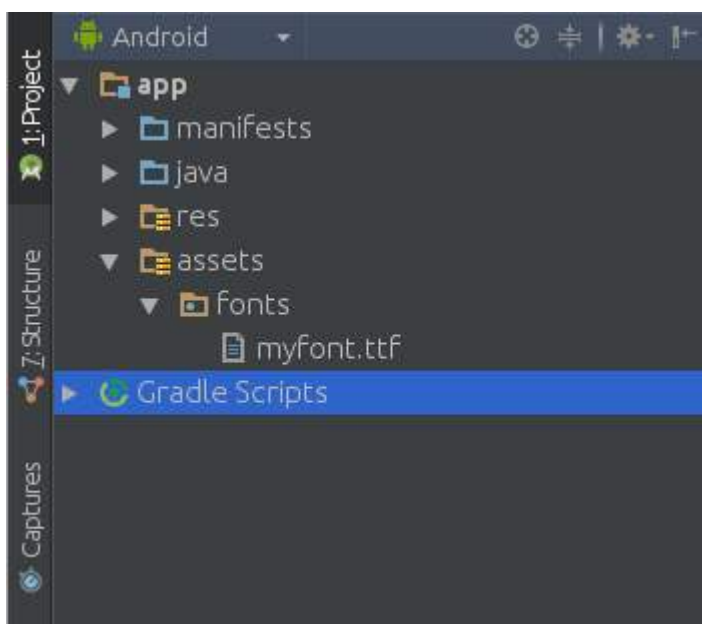 Android
1: Project
app
manifests
java
res
assets
fonts
myfont.ttf
Gradle Scripts
7: Structure
Captures